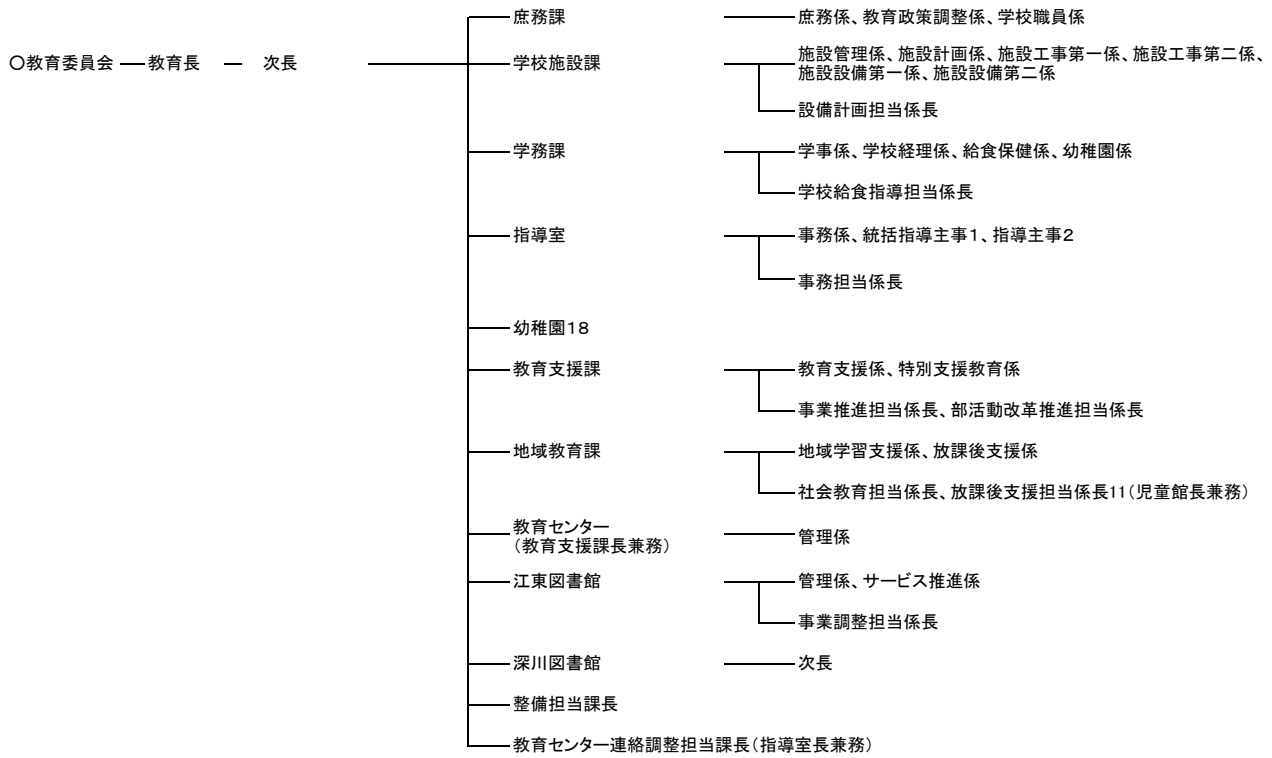 庶務課 庶務係、教育政策調整係、学校職員係
○教育委員会 教育長 次長 学校施設課 施設管理係、施設計画係、施設工事第一係、施設工事第二係、
施設設備第一係、施設設備第二係
設備計画担当係長
学務課 学事係、学校経理係、給食保健係、幼稚園係
学校給食指導担当係長
指導室 事務係、統括指導主事1、指導主事2
事務担当係長
幼稚園18
教育支援課 教育支援係、特別支援教育係
事業推進担当係長、部活動改革推進担当係長
地域教育課 地域学習支援係、放課後支援係
社会教育担当係長、放課後支援担当係長11(児童館長兼務)
教育センター
(教育支援課長兼務) 管理係
江東図書館 管理係、サービス推進係
事業調整担当係長
深川図書館 次長
整備担当課長
教育センター連絡調整担当課長(指導室長兼務)